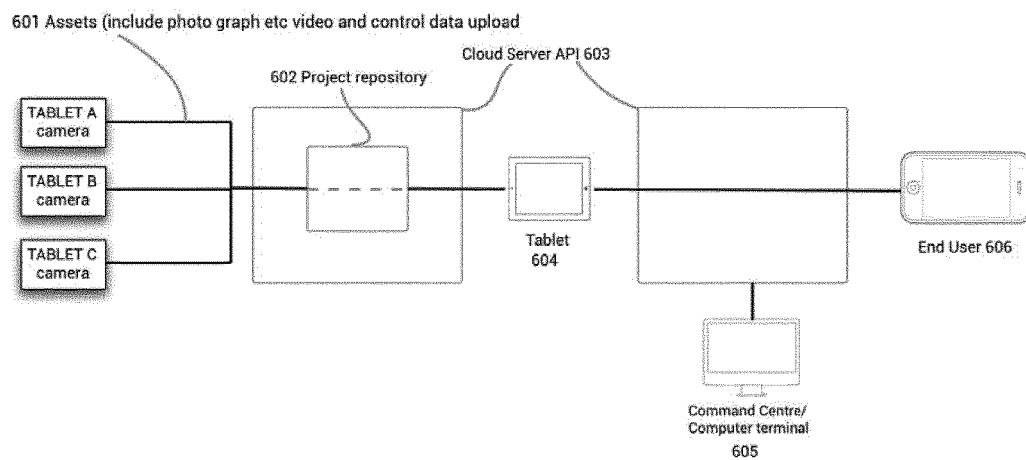 601 Assets (include photo graph etc video and control data upload
Cloud Server API 603
602 Project repository
TABLET A
camera
TABLET B
camera
TABLET C
camera
Tablet
604
End User 606
Command Centre/
Computer terminal
605